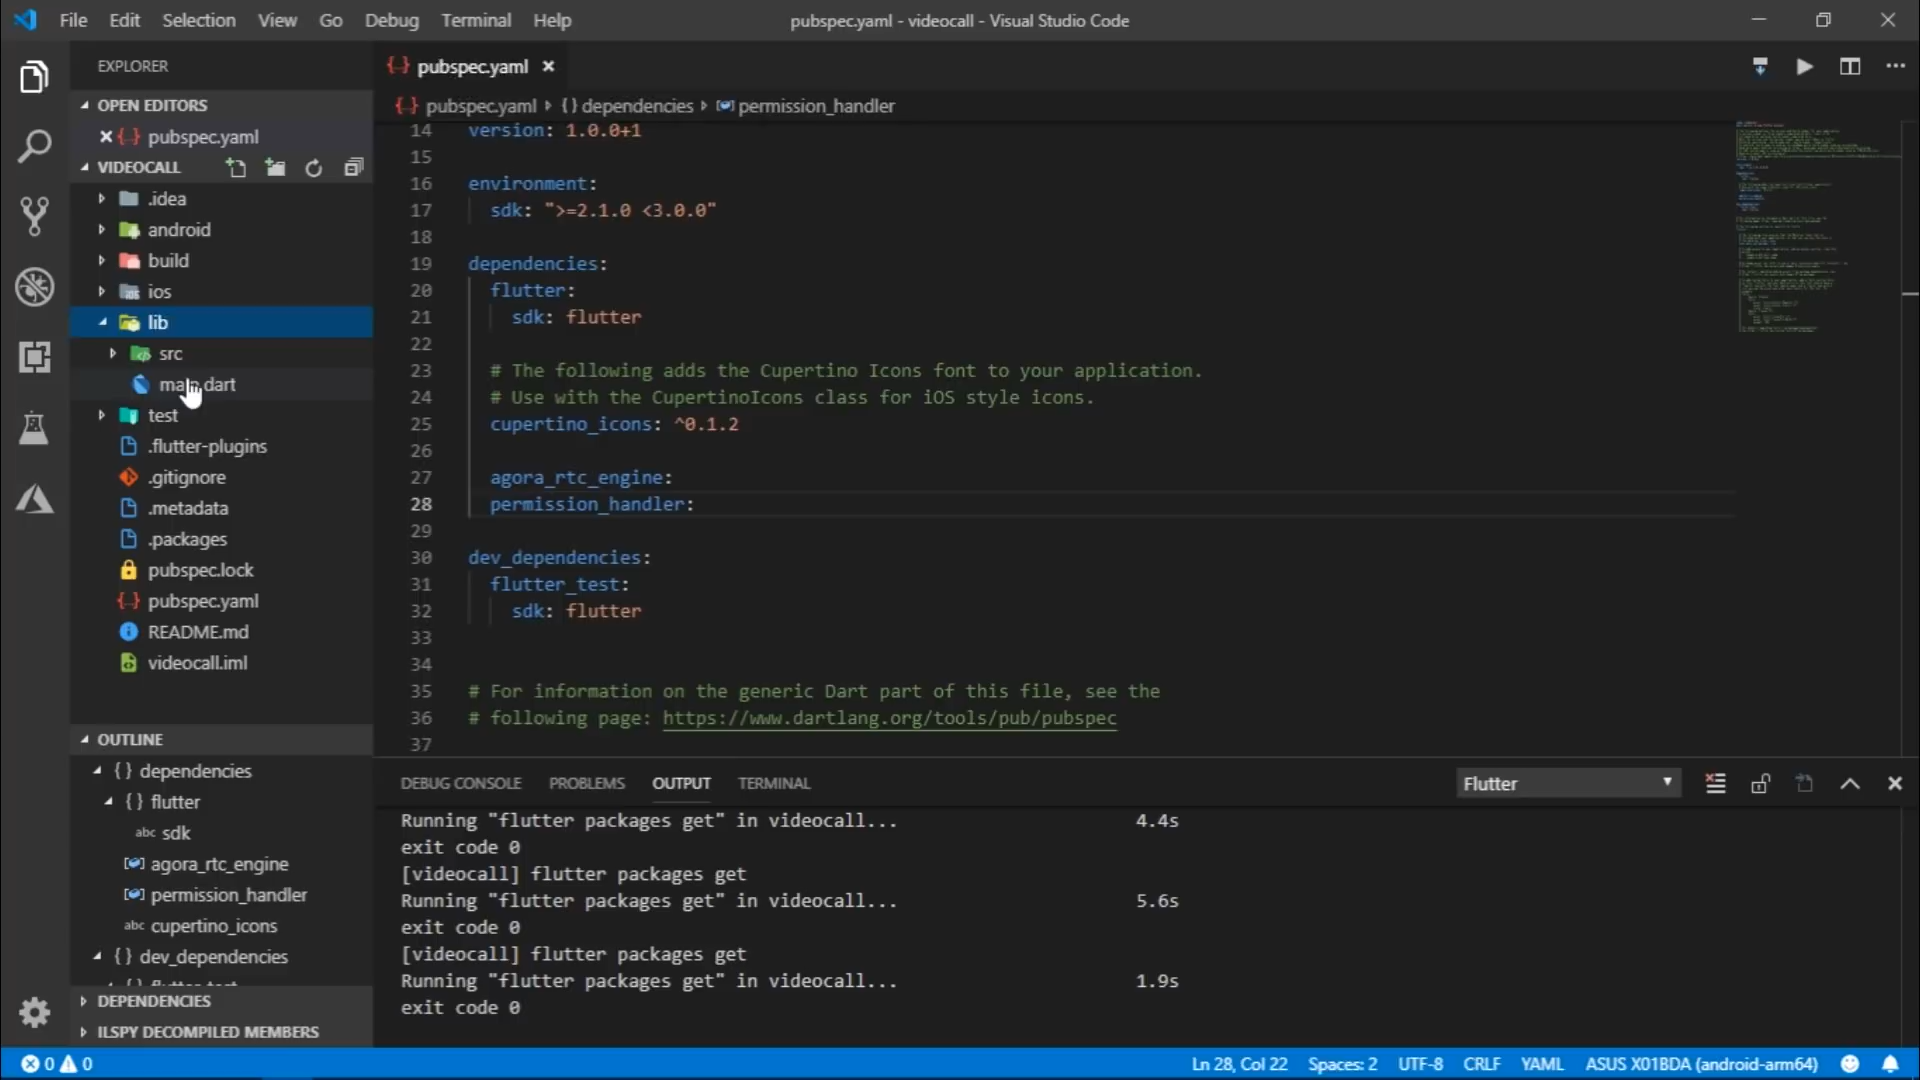 File Edit Selection View Go Debug Terminal Help
pubspec.yaml - videocall - Visual Studio Code
EXPLORER
OPEN EDITORS
pubspec.yaml
VIDEOCALL
.idea
android
build
ios
lib
src
main.dart
test
.flutter-plugins
.gitignore
.metadata
.packages
pubspec.lock
pubspec.yaml
README.md
videocall.iml
OUTLINE
{} dependencies
{} flutter
abc sdk
agora_rtc_engine
permission_handler
abc cupertino_icons
{} dev_dependencies
DEPENDENCIES
ILSPY DECOMPILED MEMBERS
pubspec.yaml
pubspec.yaml {} dependencies permission_handler
14 version: 1.0.0+1
15
16 environment:
17 sdk: ">=2.1.0 <3.0.0"
18
19 dependencies:
20 flutter:
21 sdk: flutter
22
23 # The following adds the Cupertino Icons font to your application.
24 # Use with the CupertinoIcons class for iOS style icons.
25 cupertino_icons: ^0.1.2
26
27 agora_rtc_engine:
28 permission_handler:
29
30 dev_dependencies:
31 flutter_test:
32 sdk: flutter
33
34
35 # For information on the generic Dart part of this file, see the
36 # following page: https://www.dartlang.org/tools/pub/pubspec
37
DEBUG CONSOLE PROBLEMS OUTPUT TERMINAL
Flutter
Running "flutter packages get" in videocall... 4.4s
exit code 0
[videocall] flutter packages get
Running "flutter packages get" in videocall... 5.6s
exit code 0
[videocall] flutter packages get
Running "flutter packages get" in videocall... 1.9s
exit code 0
0 0
Ln 28, Col 22 Spaces: 2 UTF-8 CRLF YAML ASUS X01BDA (android-arm64)